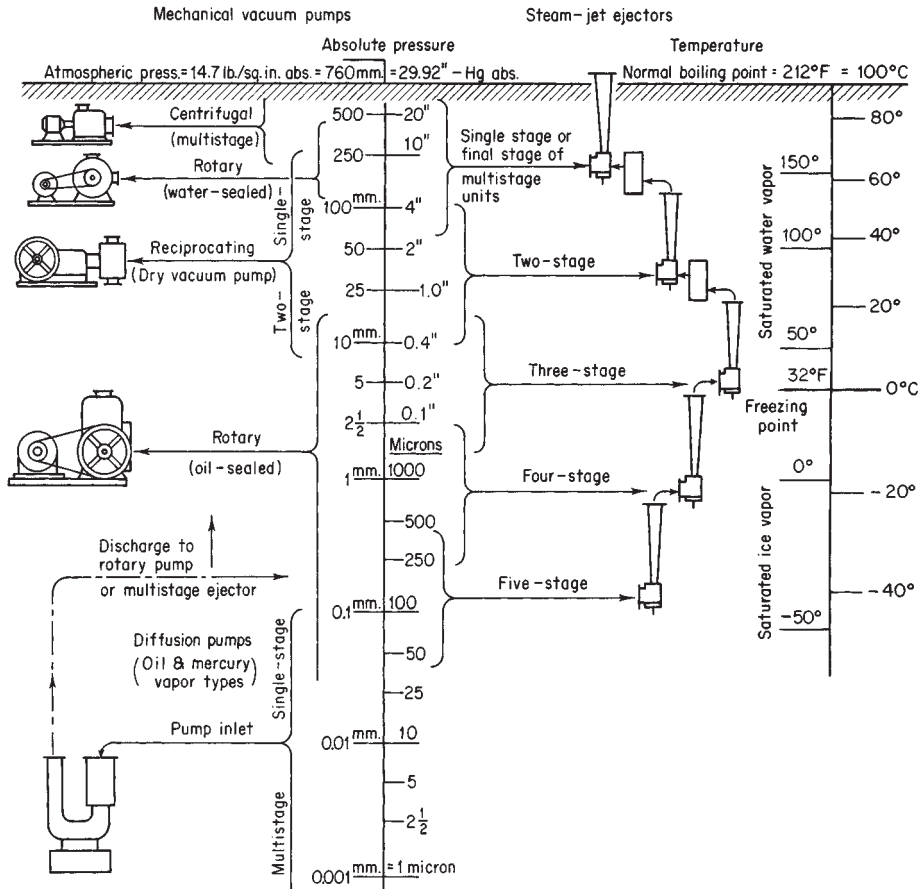 Mechanical vacuum pumps
Steam-jet ejectors
Absolute pressure
Temperature
Atmospheric press.= 14.7 lb./sq.in. abs. = 760mm. = 29.92" - Hg abs.
Normal boiling point = 212°F = 100°C
Centrifugal
(multistage)
Rotary
(water-sealed)
Reciprocating
(Dry vacuum pump)
Single-
stage
Two-
stage
Rotary
(oil-sealed)
Discharge to
rotary pump
or multistage ejector
Diffusion pumps
(Oil & mercury
vapor types)
Pump inlet
Single-stage
Multistage
500
20"
10"
250
100 mm.
4"
50
2"
25
1.0"
10 mm.
0.4"
5
0.2"
0.1"
2 1/2
Microns
1 mm.
1000
500
250
0.1 mm.
100
50
25
0.01 mm.
10
5
2 1/2
0.001 mm. = 1 micron
Single stage or
final stage of
multistage
units
Two-stage
Three-stage
Four-stage
Five-stage
Saturated water vapor
Saturated ice vapor
150°
100°
50°
32°F
Freezing
point
0°
-50°
80°
60°
40°
20°
0°C
-20°
-40°